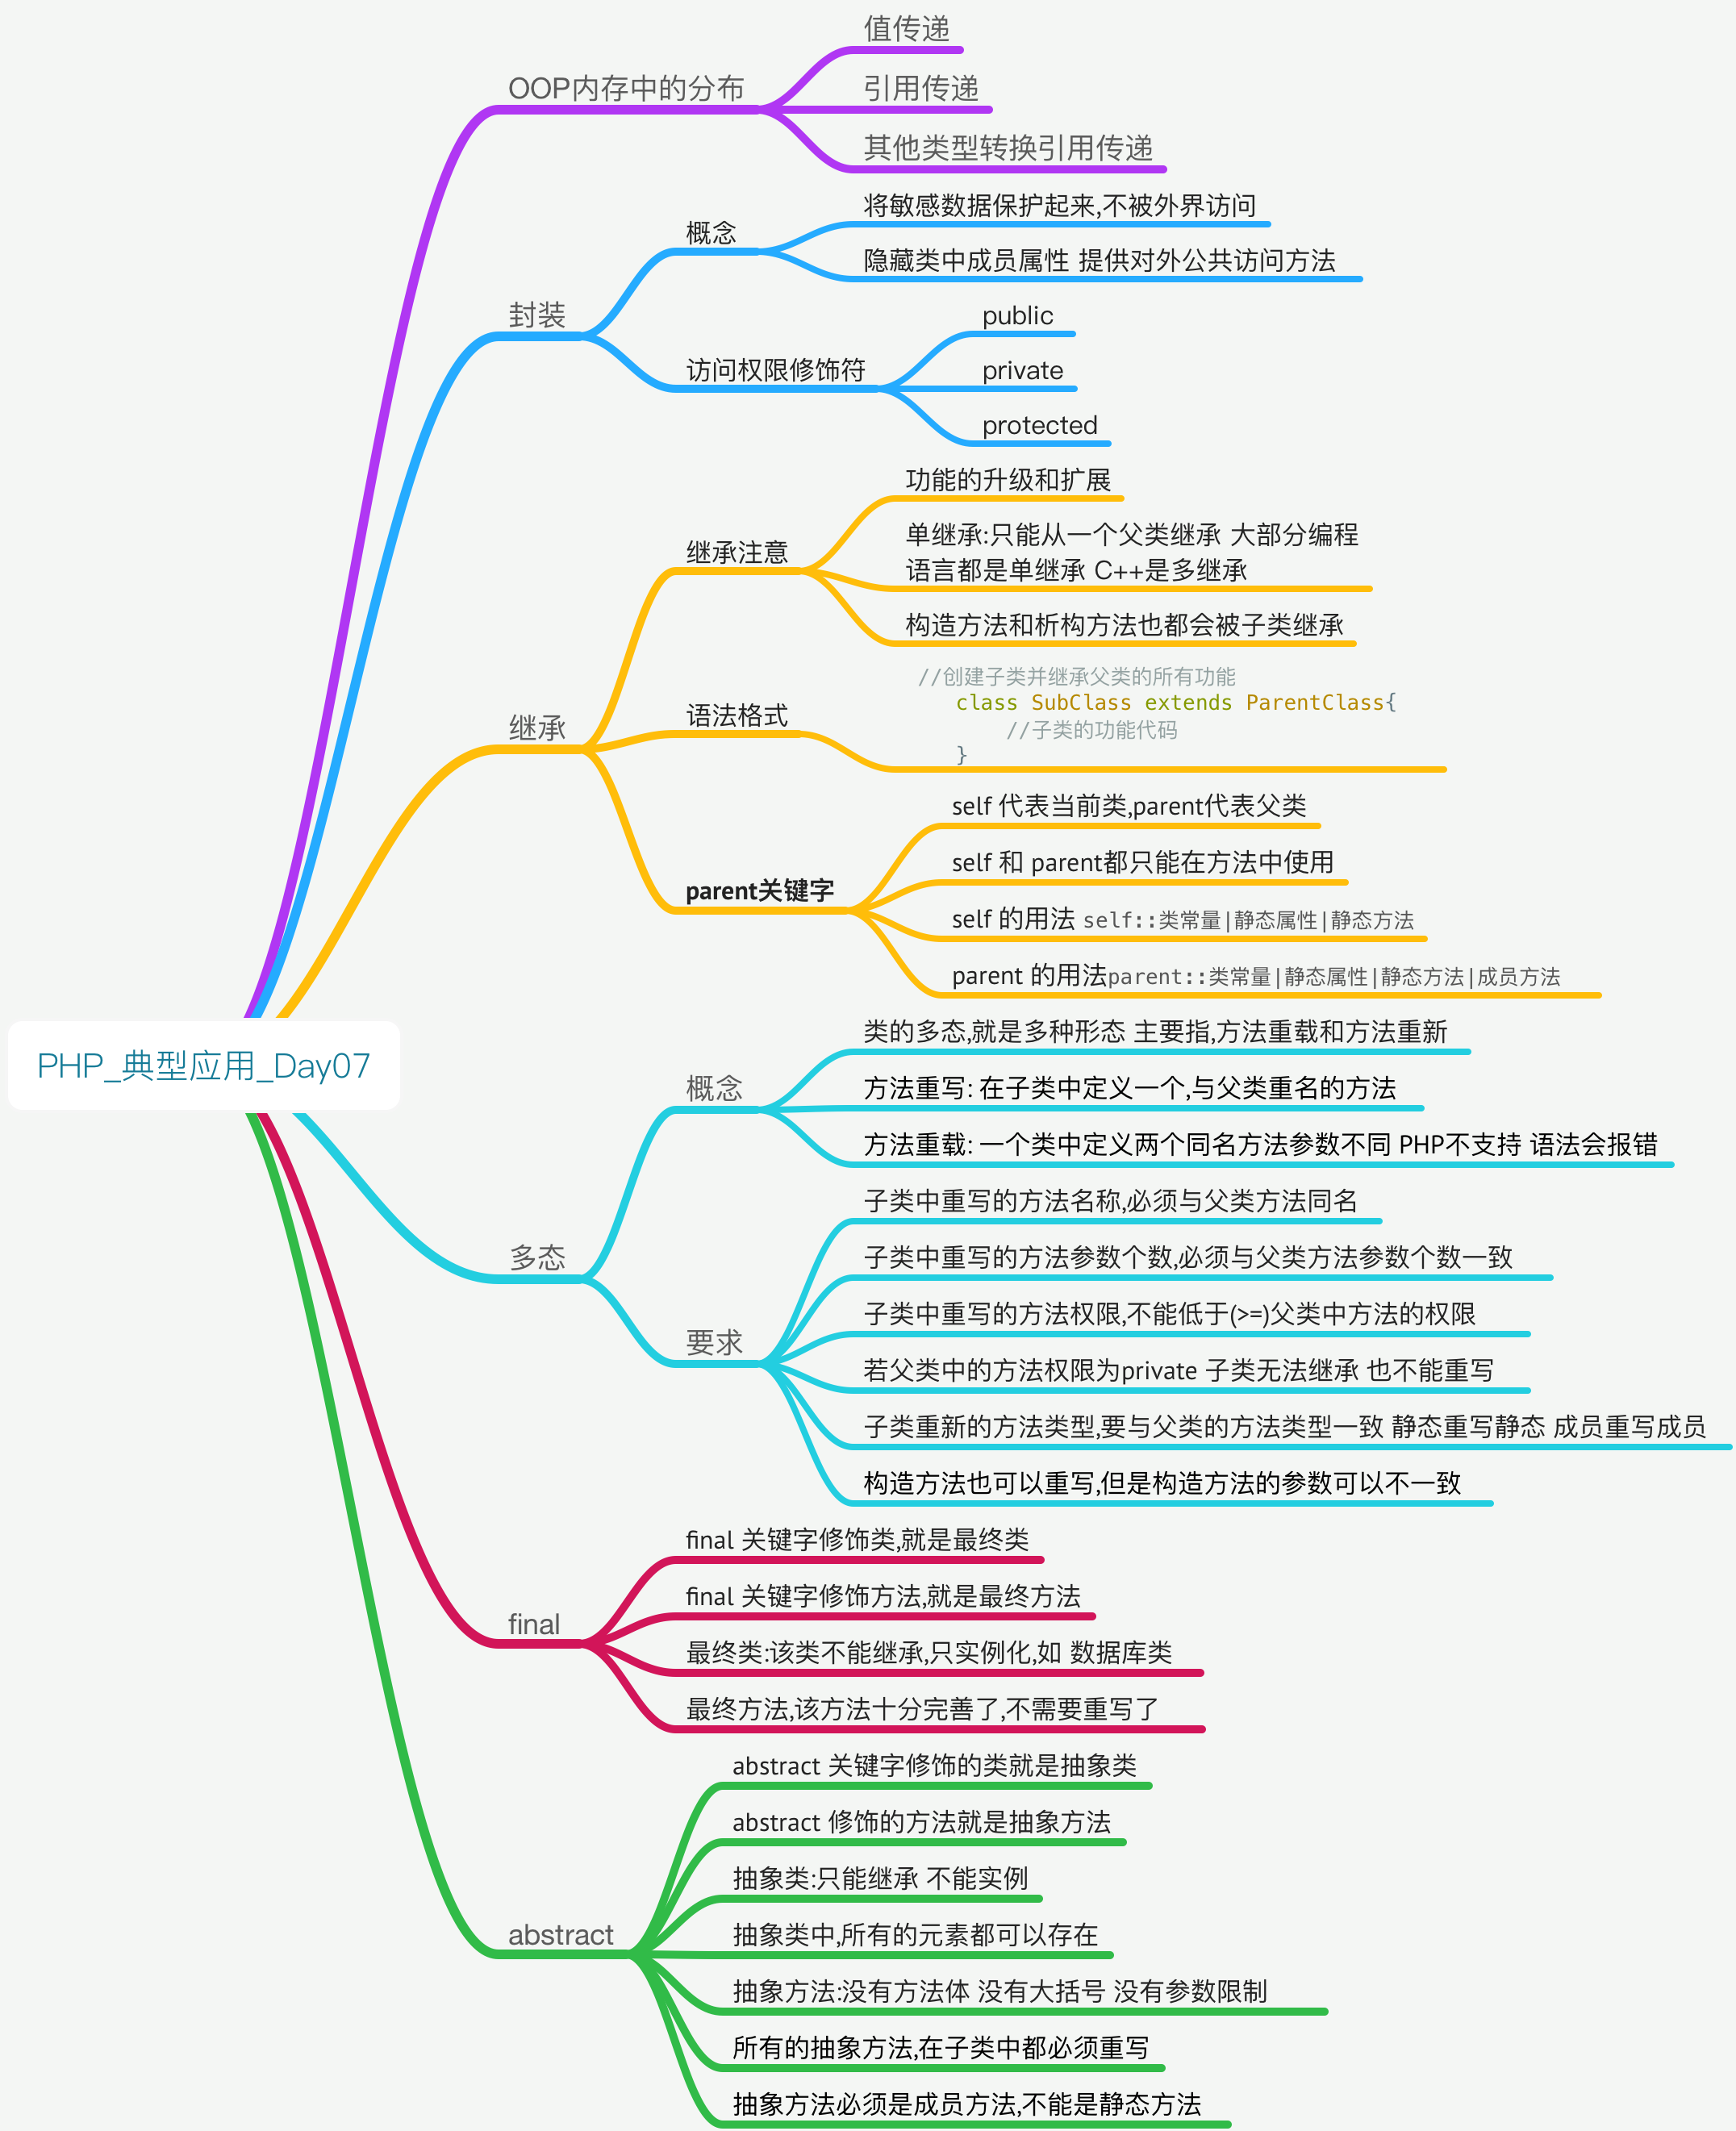 PHP_典型应用_Day07
OOP内存中的分布
值传递
引用传递
其他类型转换引用传递
封装
概念
将敏感数据保护起来,不被外界访问
隐藏类中成员属性 提供对外公共访问方法
访问权限修饰符
public
private
protected
继承
继承注意
功能的升级和扩展
单继承:只能从一个父类继承 大部分编程
语言都是单继承 C++是多继承
构造方法和析构方法也都会被子类继承
语法格式
//创建子类并继承父类的所有功能
class SubClass extends ParentClass{
//子类的功能代码
}
parent关键字
self 代表当前类,parent代表父类
self 和 parent都只能在方法中使用
self 的用法 self::类常量|静态属性|静态方法
parent 的用法parent::类常量|静态属性|静态方法|成员方法
多态
概念
类的多态,就是多种形态 主要指,方法重载和方法重新
方法重写: 在子类中定义一个,与父类重名的方法
方法重载: 一个类中定义两个同名方法参数不同 PHP不支持 语法会报错
要求
子类中重写的方法名称,必须与父类方法同名
子类中重写的方法参数个数,必须与父类方法参数个数一致
子类中重写的方法权限,不能低于(>=)父类中方法的权限
若父类中的方法权限为private 子类无法继承 也不能重写
子类重新的方法类型,要与父类的方法类型一致 静态重写静态 成员重写成员
构造方法也可以重写,但是构造方法的参数可以不一致
final
final 关键字修饰类,就是最终类
final 关键字修饰方法,就是最终方法
最终类:该类不能继承,只实例化,如 数据库类
最终方法,该方法十分完善了,不需要重写了
abstract
abstract 关键字修饰的类就是抽象类
abstract 修饰的方法就是抽象方法
抽象类:只能继承 不能实例
抽象类中,所有的元素都可以存在
抽象方法:没有方法体 没有大括号 没有参数限制
所有的抽象方法,在子类中都必须重写
抽象方法必须是成员方法,不能是静态方法